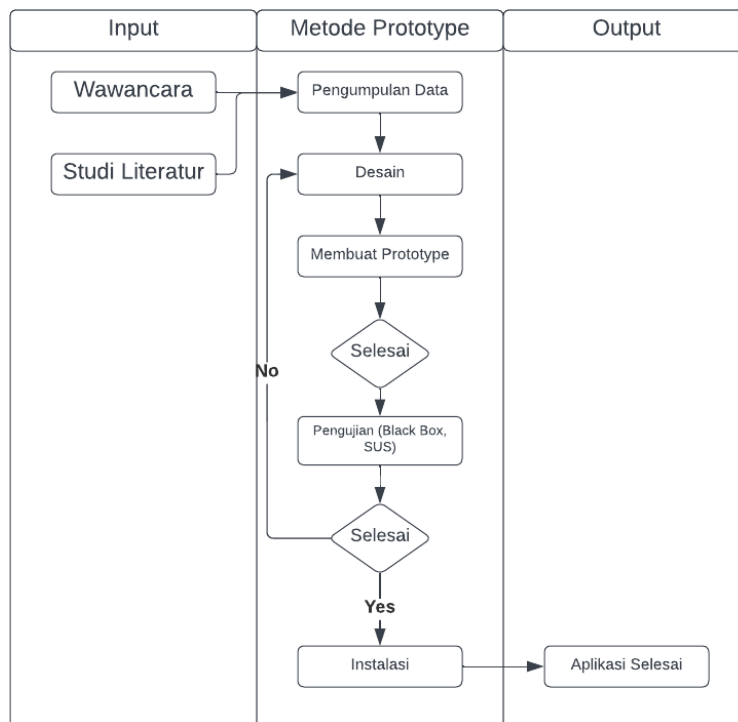 Input
Metode Prototype
Output
Wawancara
Pengumpulan Data
Studi Literatur
Desain
Membuat Prototype
Selesai
No
Pengujian (Black Box,
SUS)
Selesai
Yes
Instalasi
Aplikasi Selesai